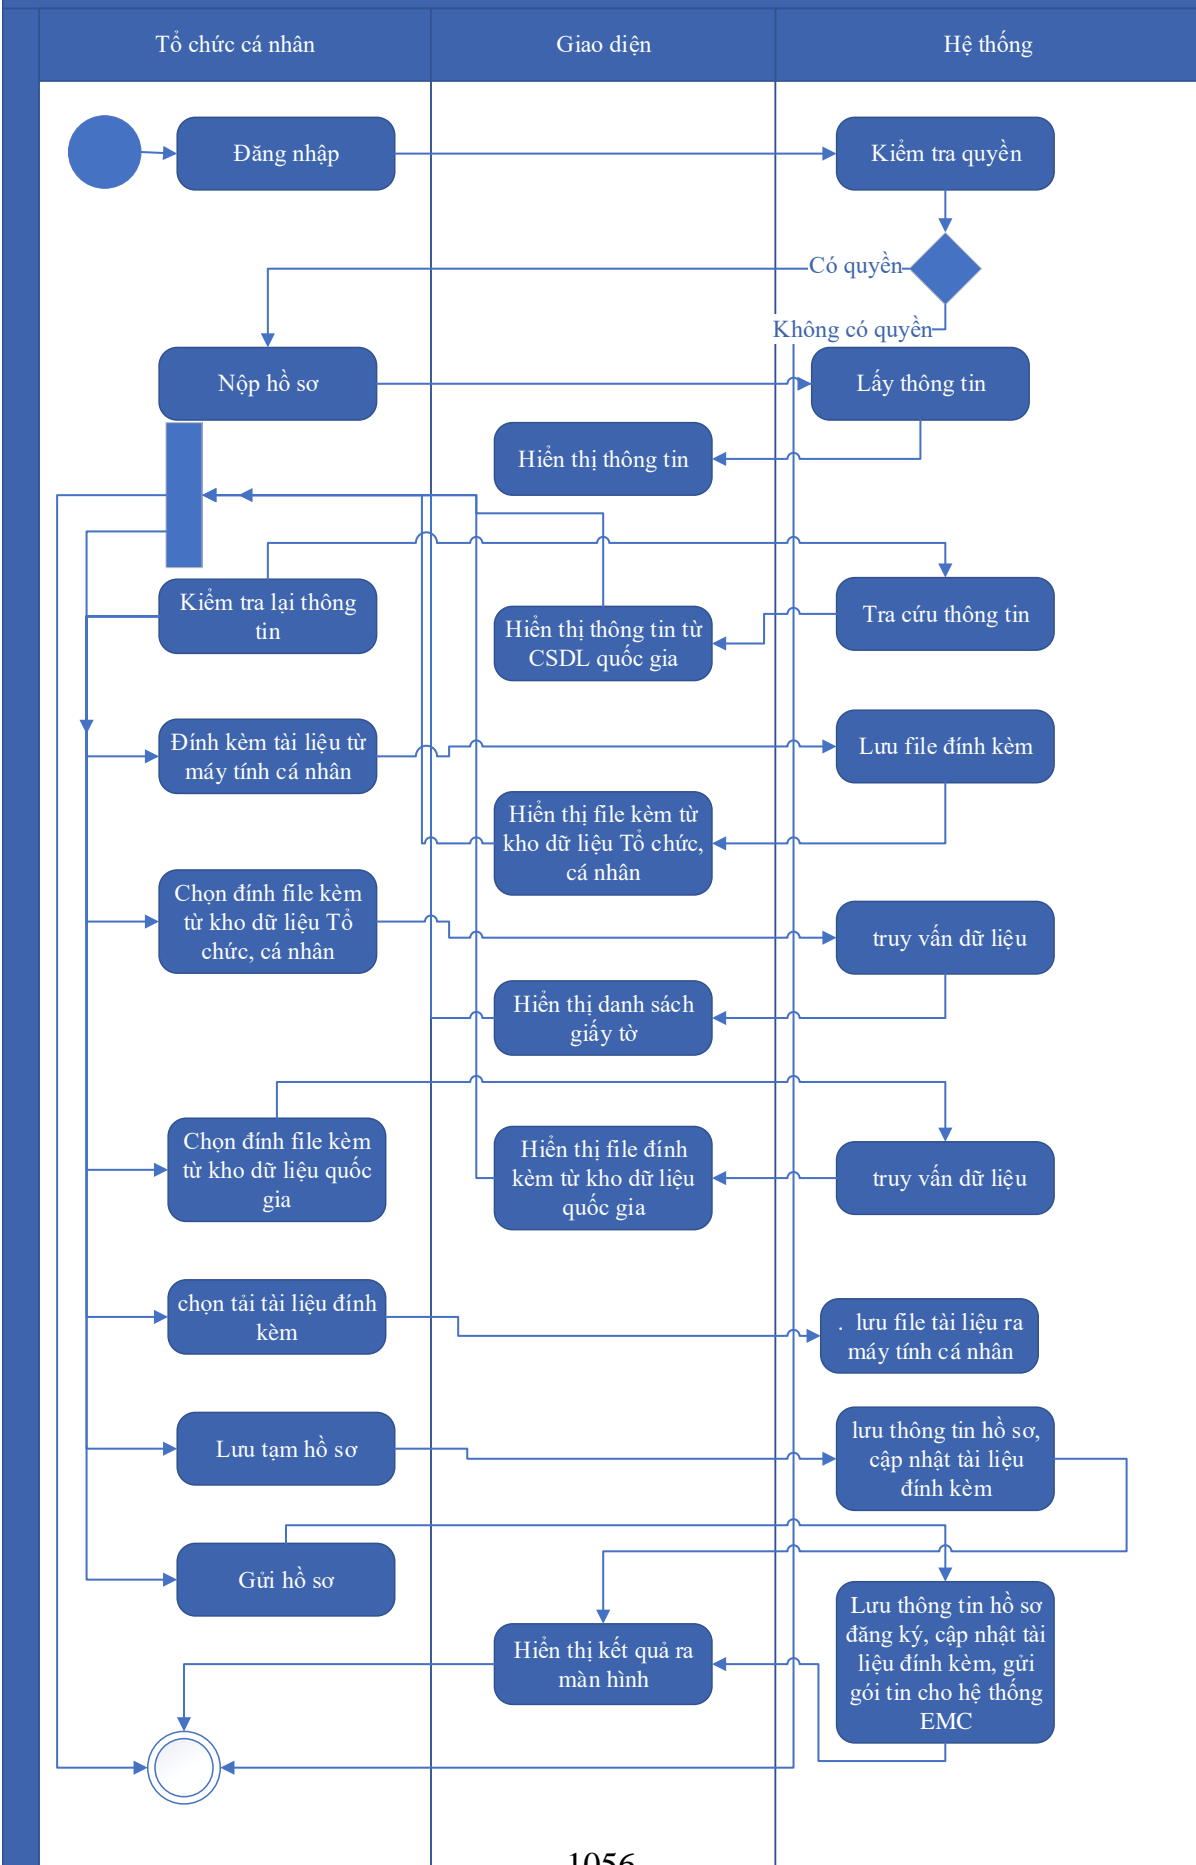 Tổ chức cá nhân
Giao diện
Hệ thống
Đăng nhập
Kiểm tra quyền
Có quyền
Không có quyền
Nộp hồ sơ
Lấy thông tin
Hiển thị thông tin
Kiểm tra lại thông
tin
Hiển thị thông tin từ
CSDL quốc gia
Tra cứu thông tin
Đính kèm tài liệu từ
máy tính cá nhân
Lưu file đính kèm
Hiển thị file kèm từ
kho dữ liệu Tổ chức,
cá nhân
Chọn đính file kèm
từ kho dữ liệu Tổ
chức, cá nhân
truy vấn dữ liệu
Hiển thị danh sách
giấy tờ
Chọn đính file kèm
từ kho dữ liệu quốc
gia
Hiển thị file đính
kèm từ kho dữ liệu
quốc gia
truy vấn dữ liệu
chọn tải tài liệu đính
kèm
. lưu file tài liệu ra
máy tính cá nhân
Lưu tạm hồ sơ
lưu thông tin hồ sơ,
cập nhật tài liệu
đính kèm
Gửi hồ sơ
Lưu thông tin hồ sơ
đăng ký, cập nhật tài
liệu đính kèm, gửi
gói tin cho hệ thống
EMC
Hiển thị kết quả ra
màn hình
1056